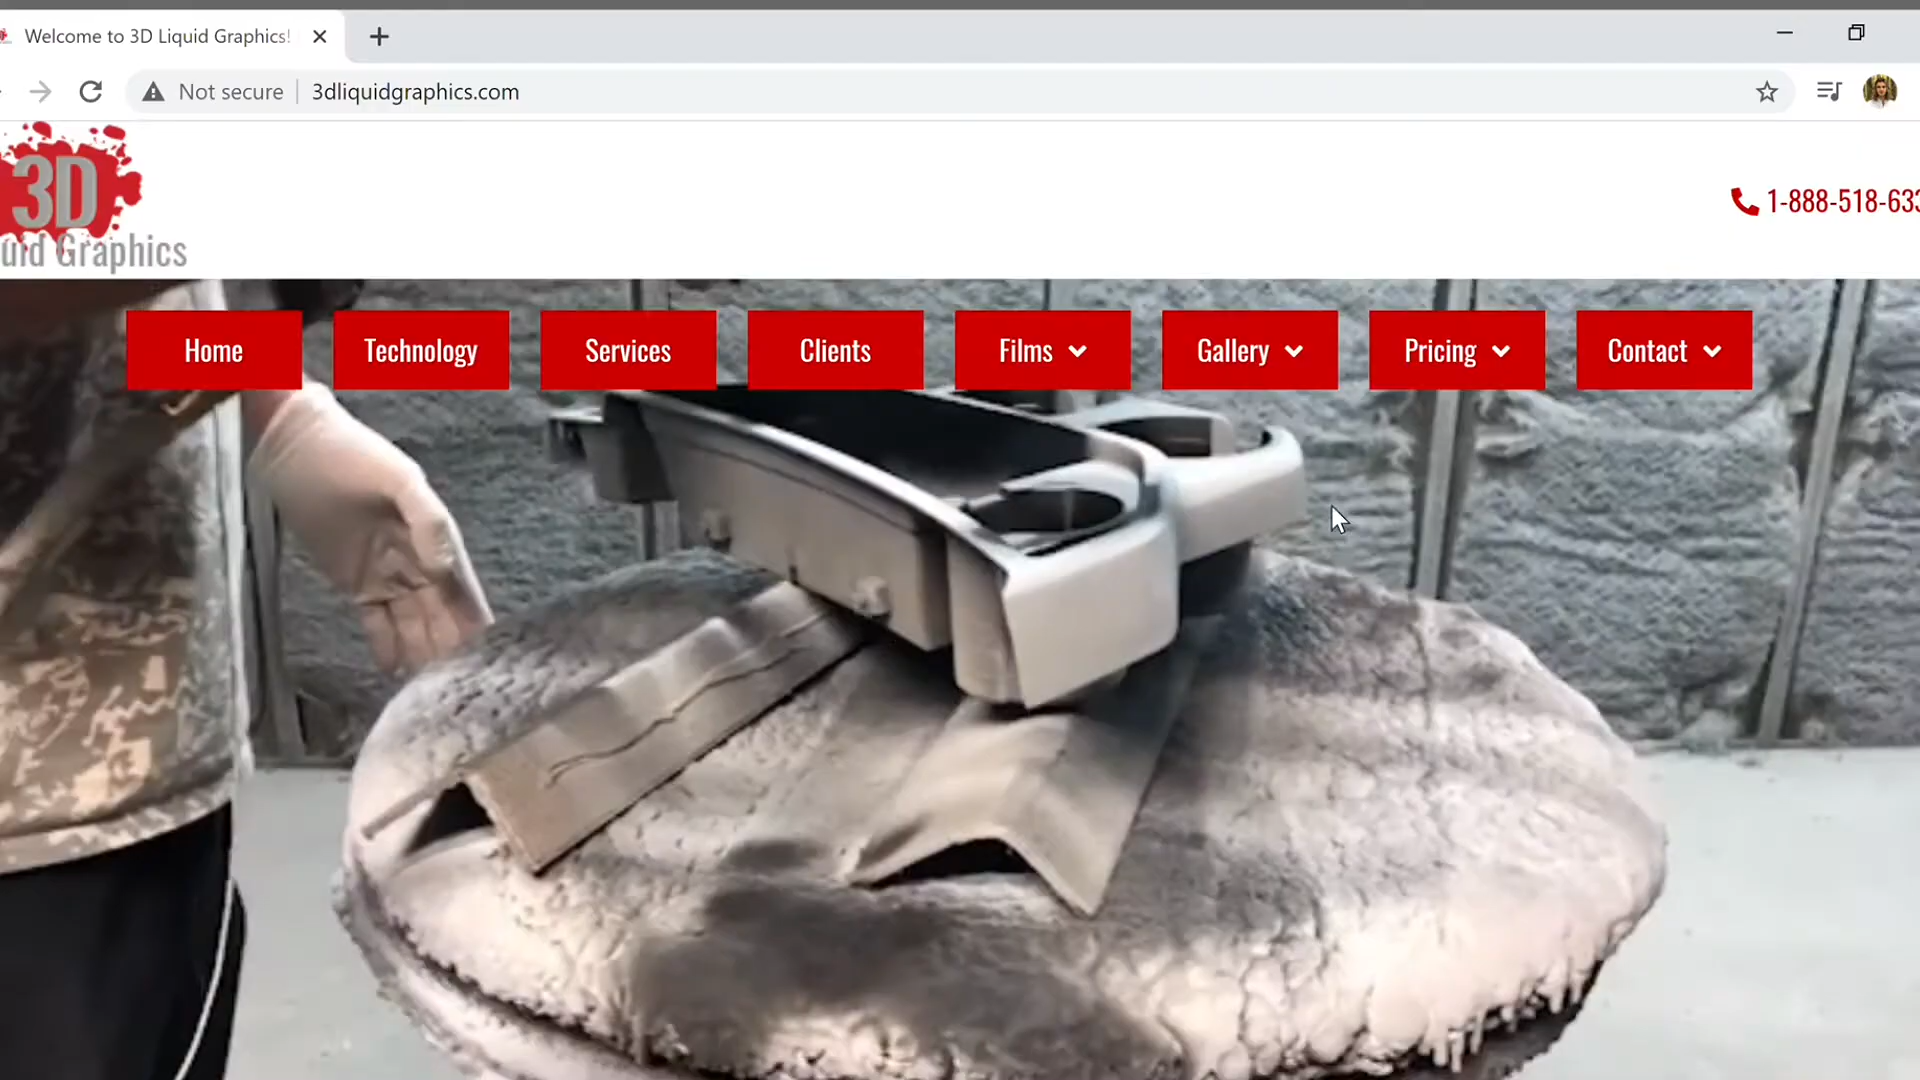 Welcome to 3D Liquid Graphics!
Not secure
3dliquidgraphics.com
3D
uid Graphics
1-888-518-633
Home
Technology
Services
Clients
Films
Gallery
Pricing
Contact